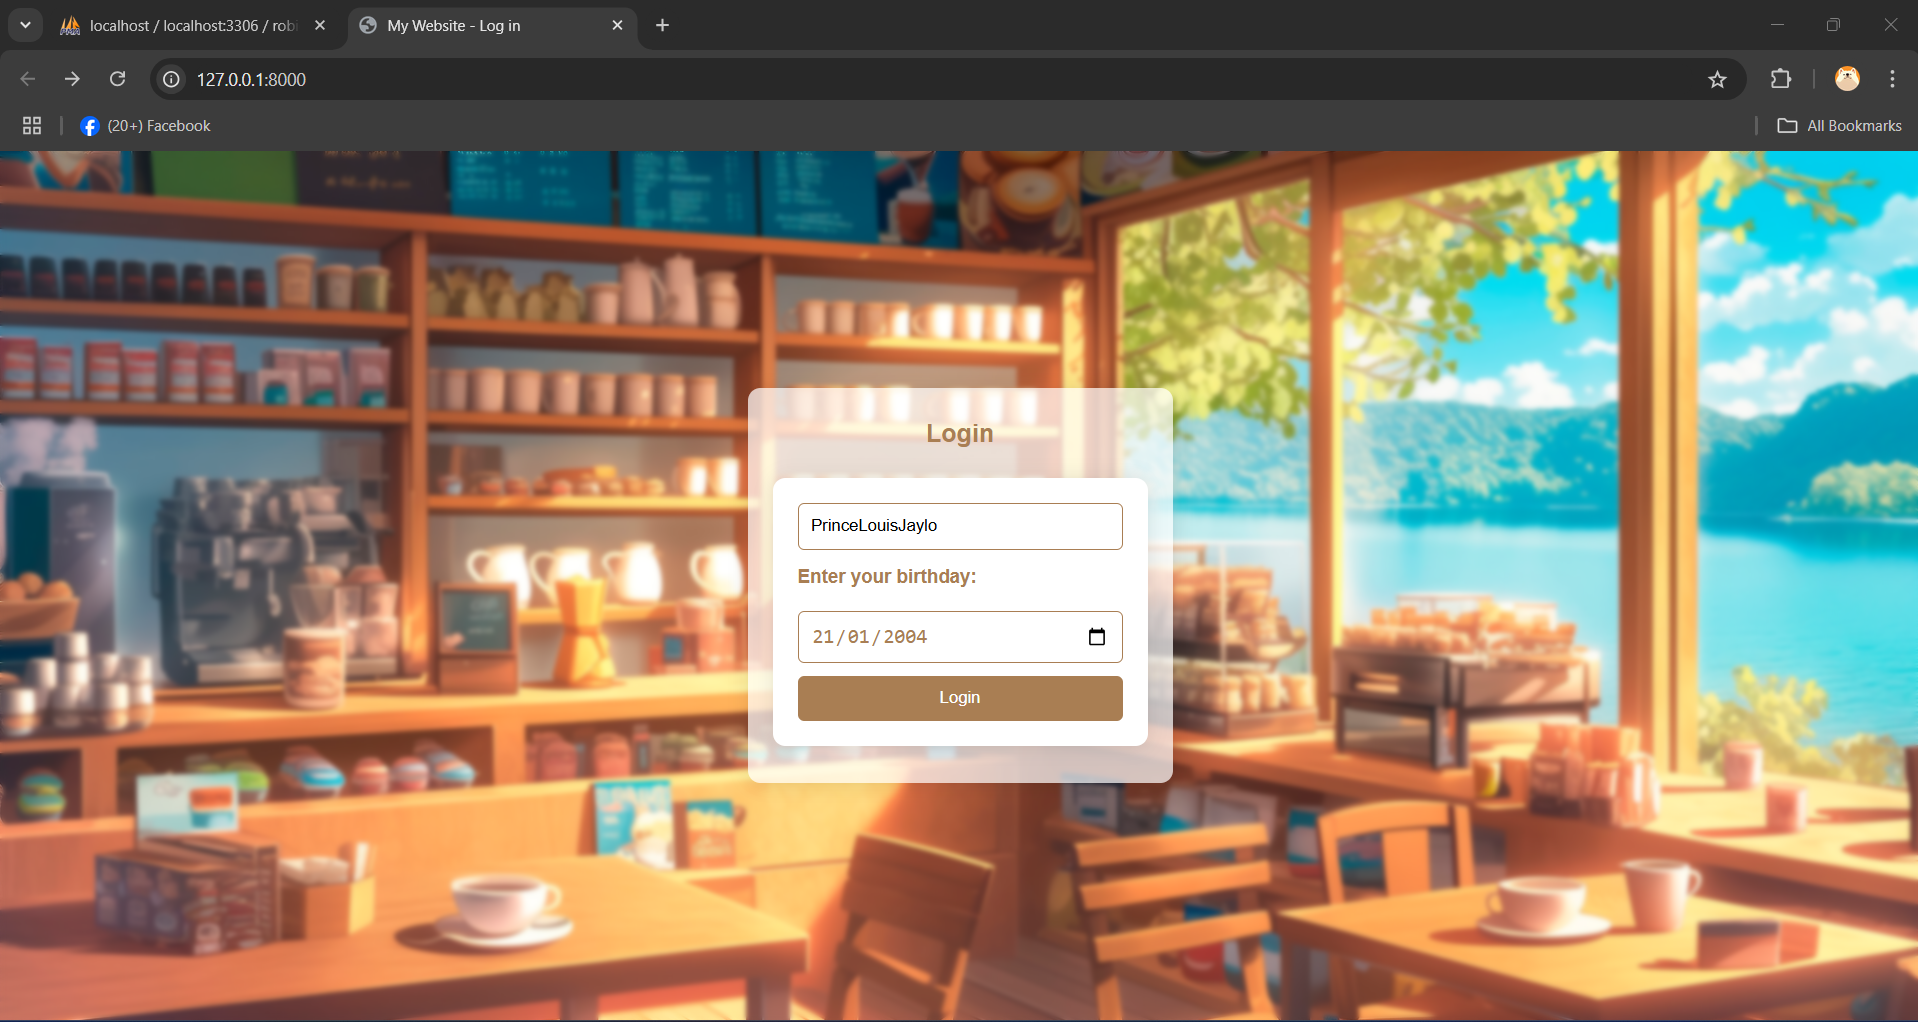 localhost / localhost:3306 / robi
My Website - Log in
127.0.0.1:8000
(20+) Facebook
All Bookmarks
Login
PrinceLouisJaylo
Enter your birthday:
21/01/2004
Login